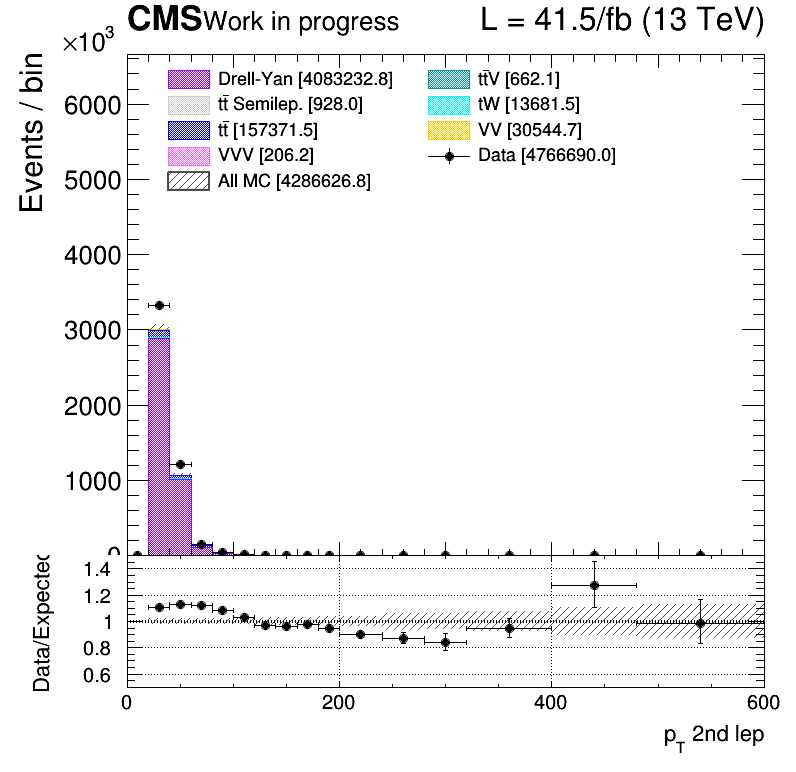 CMS Work in progress L = 41.5/fb (13 TeV)
×10³
Events / bin
Drell-Yan [4083232.8]
tt̄ Semilep. [928.0]
tt̄ [157371.5]
VVV [206.2]
All MC [4286626.8]
tt̄V [662.1]
tW [13681.5]
VV [30544.7]
Data [4766690.0]
6000
5000
4000
3000
2000
1000
0
Data/Expected
1.4
1.2
1
0.8
0.6
0 200 400 600
p_T 2nd lep